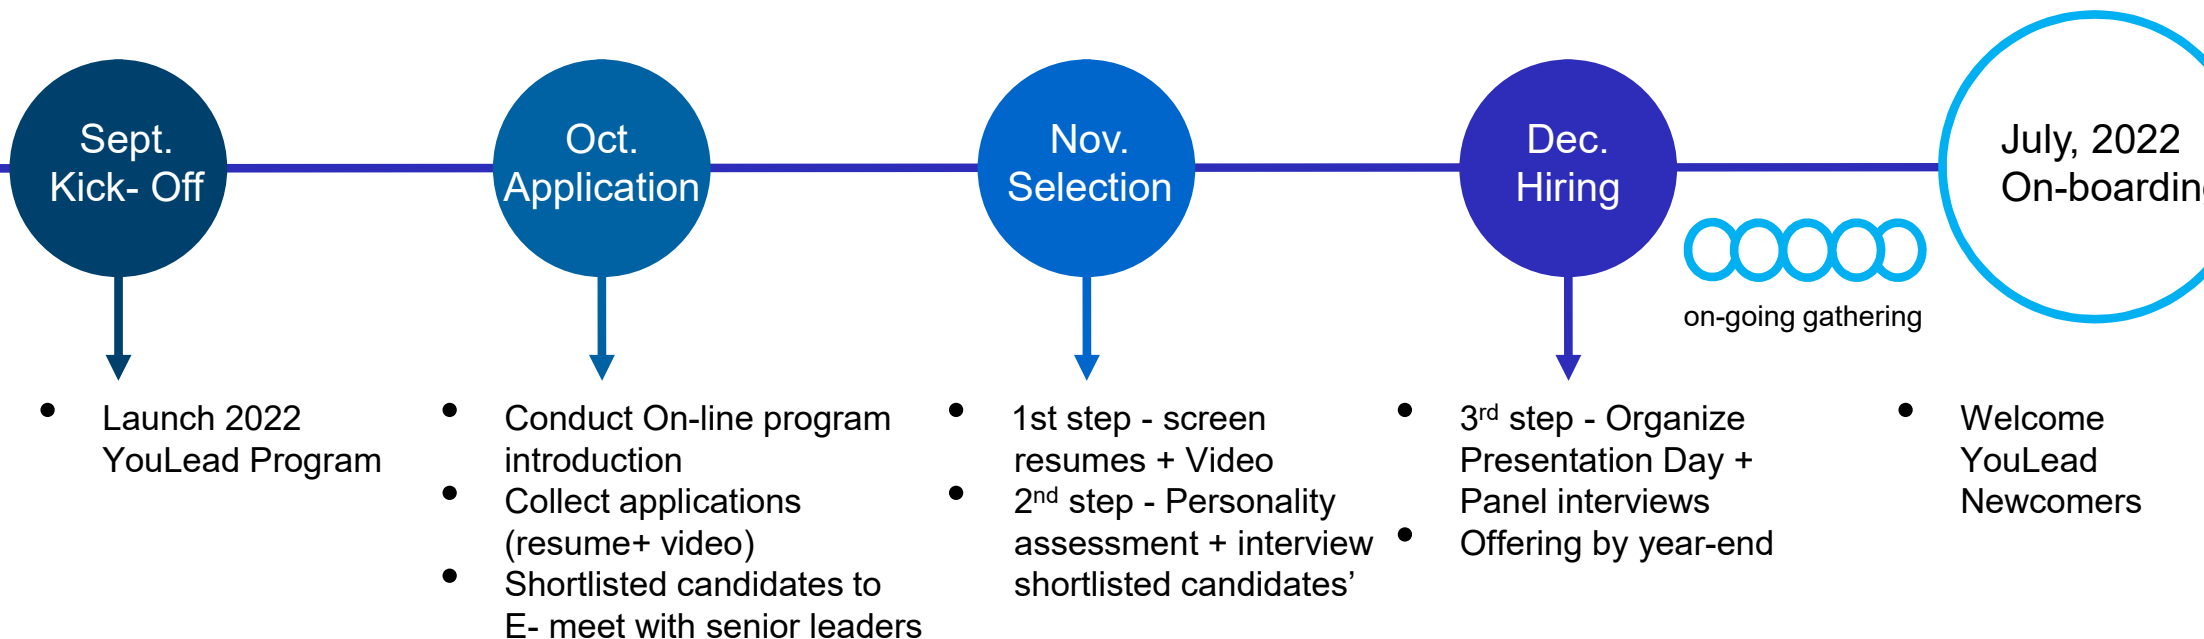 Sept.
Kick- Off
Oct.
Application
Nov.
Selection
Dec.
Hiring
July, 2022
On-boarding
on-going gathering
• Launch 2022
YouLead Program
• Conduct On-line program
introduction
• Collect applications
(resume+ video)
• Shortlisted candidates to
E- meet with senior leaders
• 1st step - screen
resumes + Video
• 2nd step - Personality
assessment + interview
shortlisted candidates’
• 3rd step - Organize
Presentation Day +
Panel interviews
• Offering by year-end
• Welcome
YouLead
Newcomers